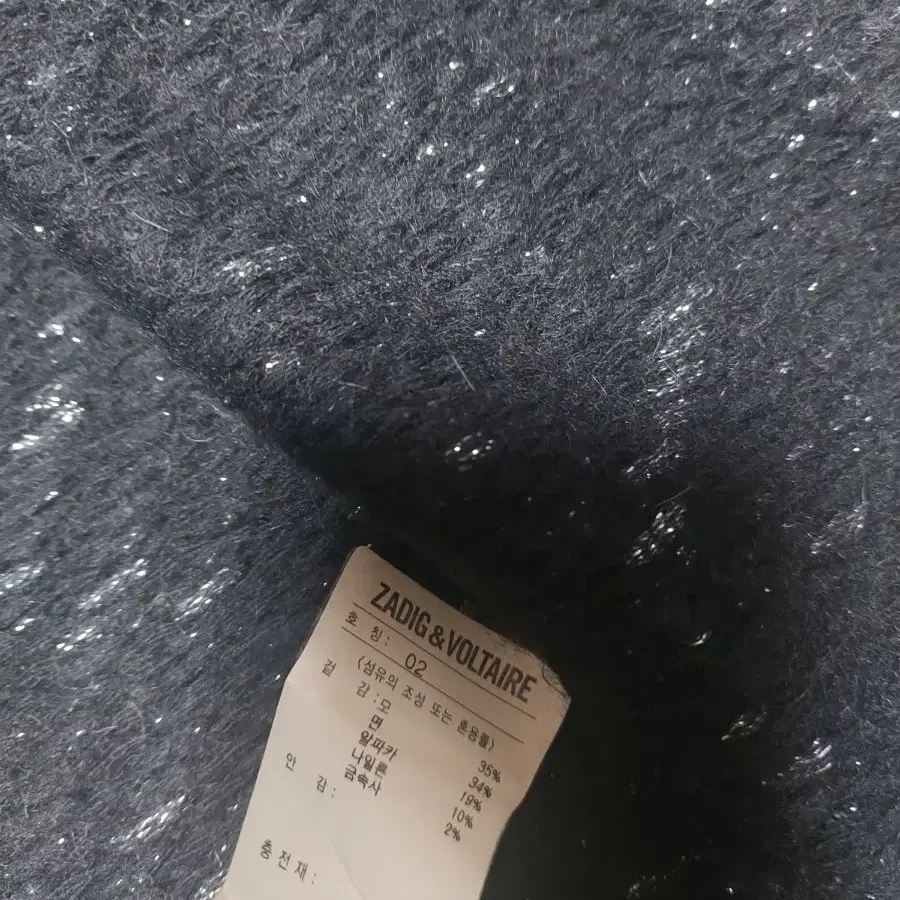 ZADIG&VOLTAIRE
호 칭: 02
(섬유의 조성 또는 혼용률)
겉 감:모 35%
면 34%
알파카 19%
나일론 10%
금속사 2%
안 감:
충전재: